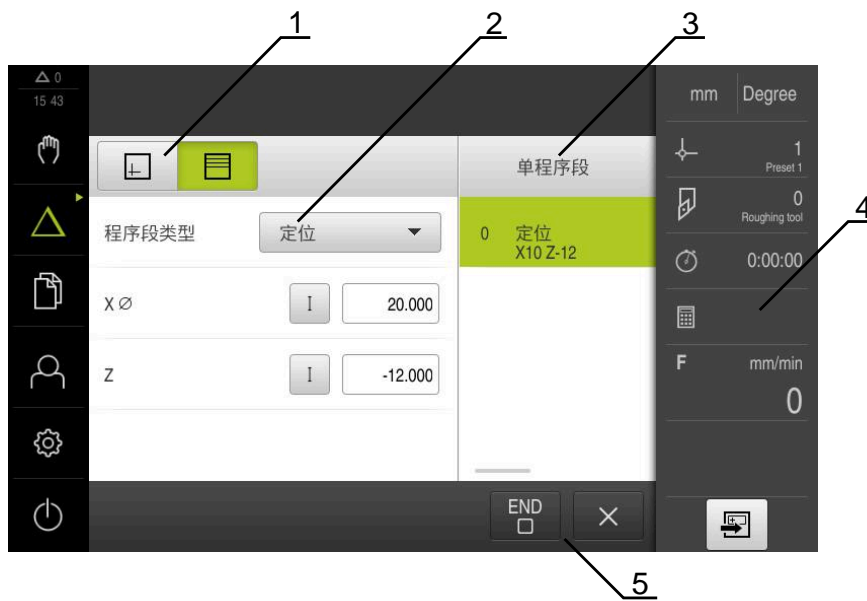 1
2
3
0
15 43
mm
Degree
1
Preset 1
单程序段
0
Roughing tool
4
程序段类型
定位
0 定位
X10 Z-12
0:00:00
X ∅
I
20.000
Z
I
-12.000
F
mm/min
0
END
5